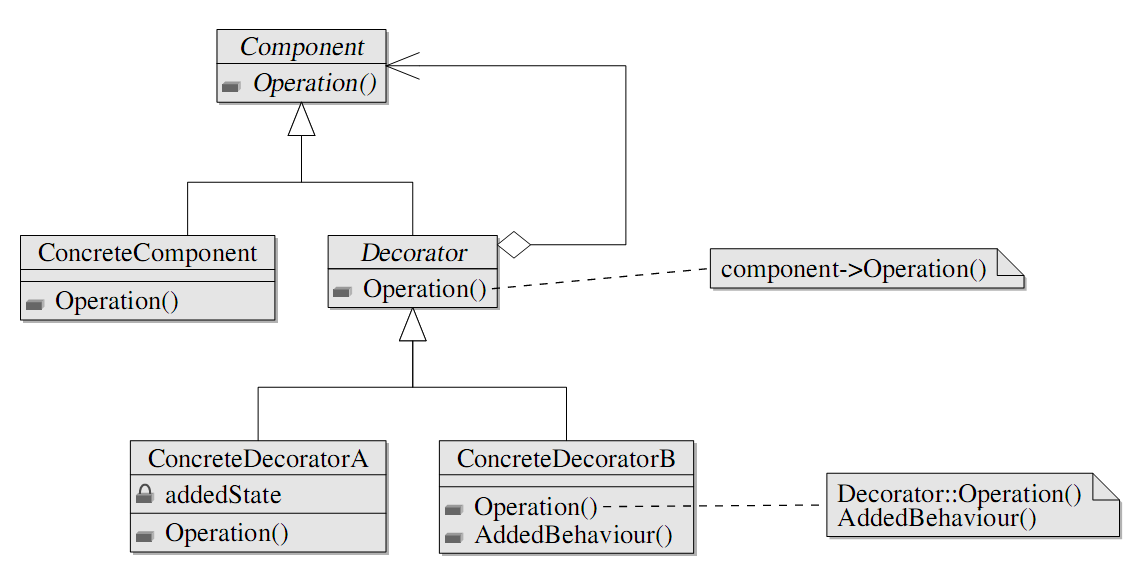 Component
Operation()
ConcreteComponent
Operation()
Decorator
Operation()
component->Operation()
ConcreteDecoratorA
addedState
Operation()
ConcreteDecoratorB
Operation()
AddedBehaviour()
Decorator::Operation()
AddedBehaviour()